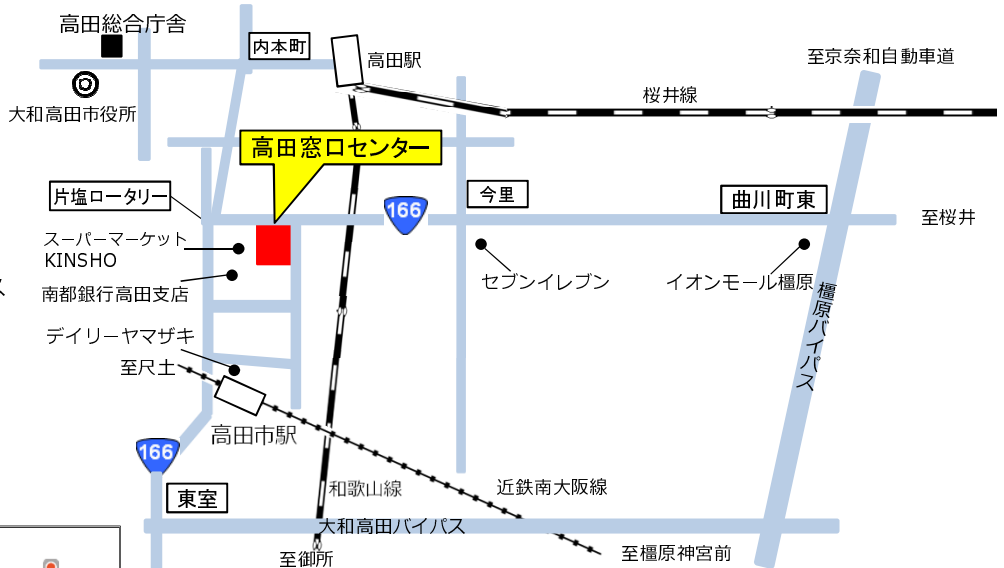 高田総合庁舎
内本町
高田駅
至京奈和自動車道
桜井線
大和高田市役所
高田窓口センター
片塩ロータリー
166
今里
曲川町東
至桜井
スーパーマーケット
KINSHO
セブンイレブン
イオンモール橿原
南都銀行高田支店
橿原バイパス
デイリーヤマザキ
至尺土
高田市駅
166
和歌山線
近鉄南大阪線
東室
大和高田バイパス
至御所
至橿原神宮前